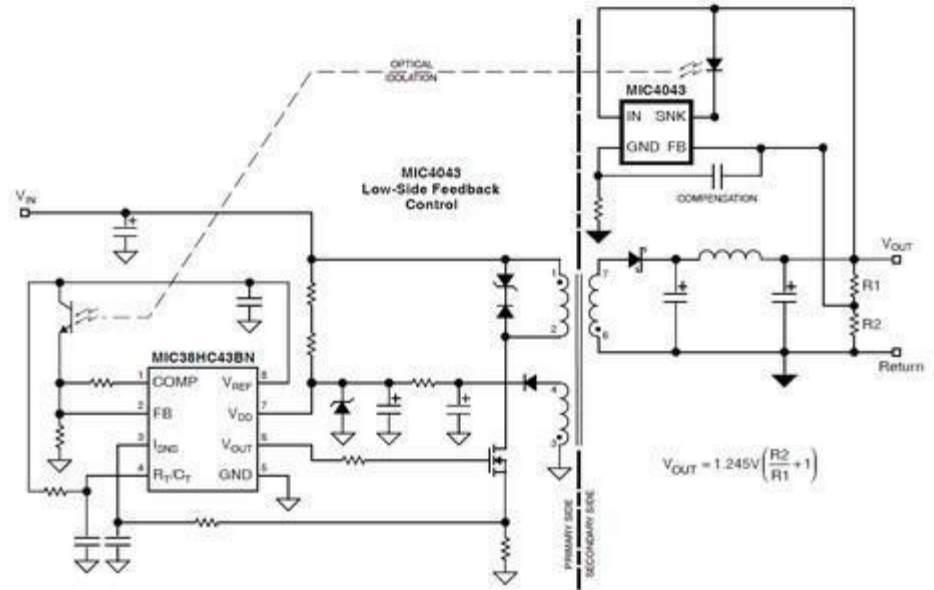 OPTICAL
ISOLATION
MIC4043
IN SNK
GND FB
COMPENSATION
MIC4043
Low-Side Feedback
Control
VIN
VOUT
R1
R2
Return
1
2
7
6
4
3
MIC38HC43BN
1 COMP VREF 8
2 FB VDD 7
3 ISNS VOUT 6
4 RT/CT GND 5
PRIMARY SIDE
SECONDARY SIDE
VOUT = 1.245V(R2/R1 + 1)